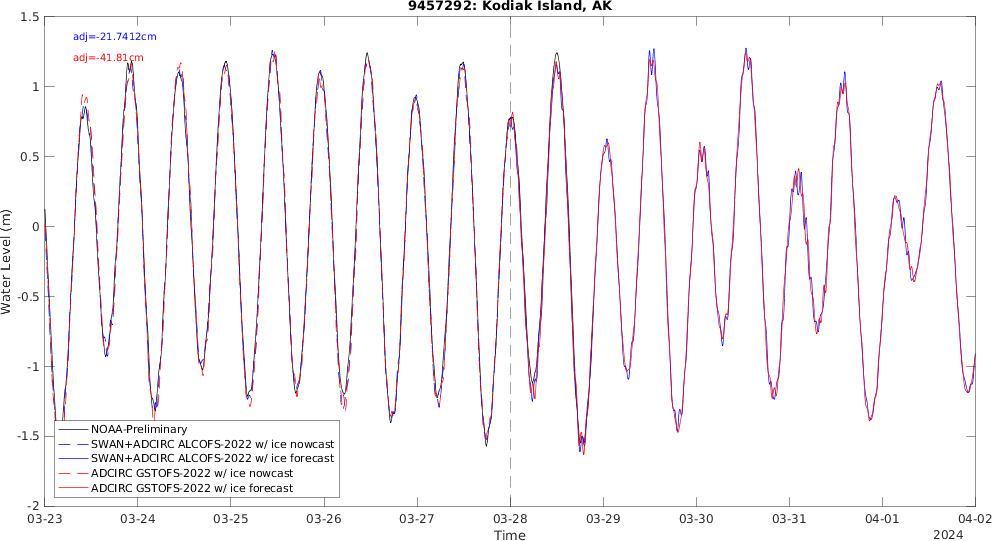 9457292: Kodiak Island, AK
adj=-21.7412cm
adj=-41.81cm
1.5
1
0.5
0
-0.5
-1
-1.5
-2
Water Level (m)
NOAA-Preliminary
SWAN+ADCIRC ALCOFS-2022 w/ ice nowcast
SWAN+ADCIRC ALCOFS-2022 w/ ice forecast
ADCIRC GSTOFS-2022 w/ ice nowcast
ADCIRC GSTOFS-2022 w/ ice forecast
03-23 03-24 03-25 03-26 03-27 03-28 03-29 03-30 03-31 04-01 04-02
Time
2024